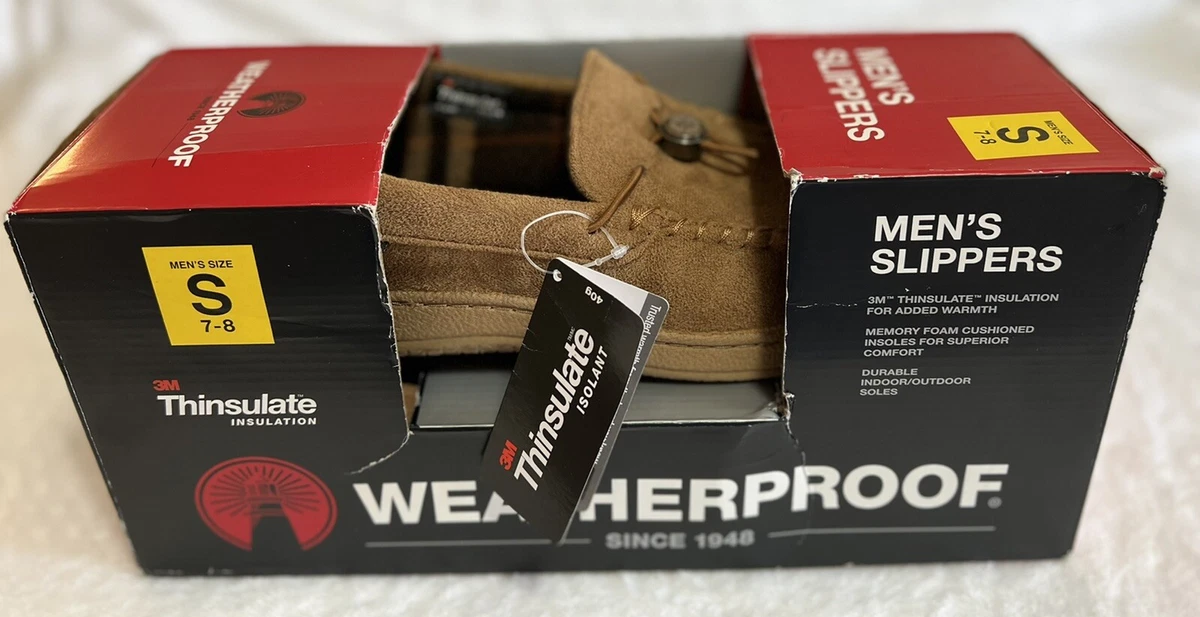 WEATHERPROOF
MEN'S
SLIPPERS
MEN'S SIZE
S
7-8
MEN'S SIZE
S
7-8
3M
Thinsulate™
INSULATION
40g
3M
Thinsulate
ISOLANT
Trusted
MEN'S
SLIPPERS
3M™ THINSULATE™ INSULATION
FOR ADDED WARMTH
MEMORY FOAM CUSHIONED
INSOLES FOR SUPERIOR
COMFORT
DURABLE
INDOOR/OUTDOOR
SOLES
WEATHERPROOF®
SINCE 1948